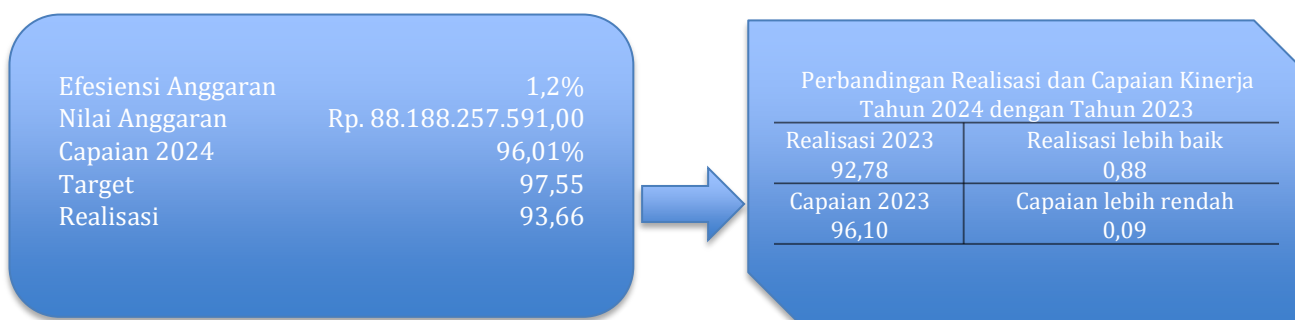 Efesiensi Anggaran 1,2%
Nilai Anggaran Rp. 88.188.257.591,00
Capaian 2024 96,01%
Target 97,55
Realisasi 93,66
Perbandingan Realisasi dan Capaian Kinerja
Tahun 2024 dengan Tahun 2023
Realisasi 2023 Realisasi lebih baik
92,78 0,88
Capaian 2023 Capaian lebih rendah
96,10 0,09